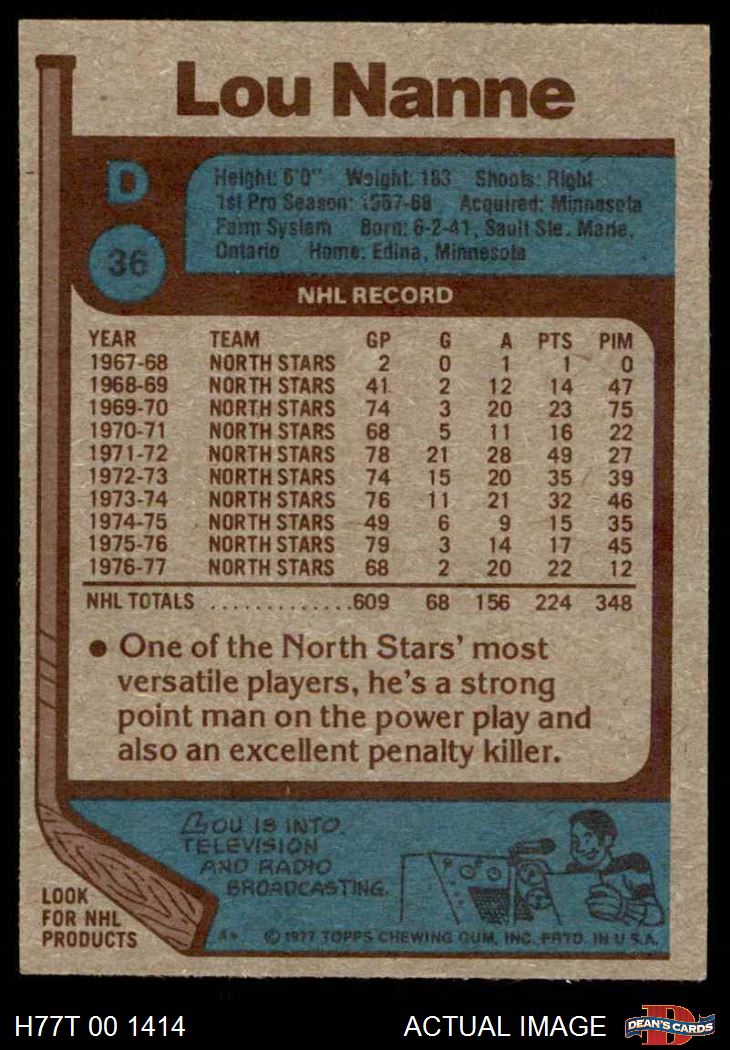 Lou Nanne
D
36
Height: 6'0" Weight: 183 Shoots: Right
1st Pro Season: 1967-68 Acquired: Minnesota
Farm System Born: 6-2-41, Sault Ste. Marie,
Ontario Home: Edina, Minnesota
NHL RECORD
YEAR TEAM GP G A PTS PIM
1967-68 NORTH STARS 2 0 1 1 0
1968-69 NORTH STARS 41 2 12 14 47
1969-70 NORTH STARS 74 3 20 23 75
1970-71 NORTH STARS 68 5 11 16 22
1971-72 NORTH STARS 78 21 28 49 27
1972-73 NORTH STARS 74 15 20 35 39
1973-74 NORTH STARS 76 11 21 32 46
1974-75 NORTH STARS 49 6 9 15 35
1975-76 NORTH STARS 79 3 14 17 45
1976-77 NORTH STARS 68 2 20 22 12
NHL TOTALS .............609 68 156 224 348
● One of the North Stars' most
versatile players, he's a strong
point man on the power play and
also an excellent penalty killer.
LOU IS INTO
TELEVISION
AND RADIO
BROADCASTING.
LOOK
FOR NHL
PRODUCTS
A* © 1977 TOPPS CHEWING GUM, INC. PRTD. IN U.S.A.
H77T 00 1414 ACTUAL IMAGE
D
DEAN'S CARDS